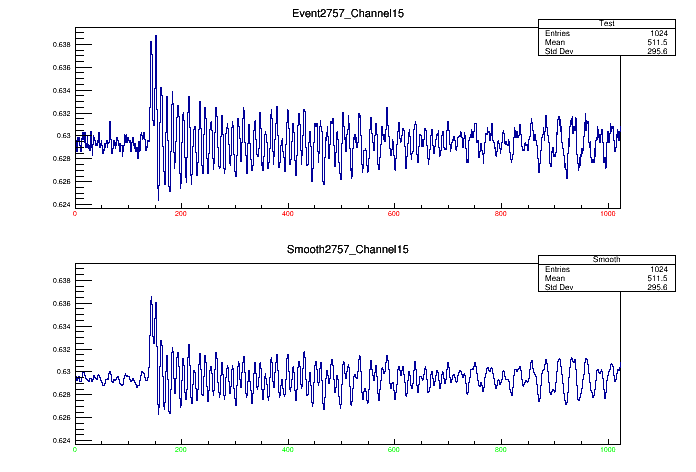 Event2757_Channel15
Test
Entries 1024
Mean 511.5
Std Dev 295.6
0.638
0.636
0.634
0.632
0.63
0.628
0.626
0.624
0 200 400 600 800 1000
Smooth2757_Channel15
Smooth
Entries 1024
Mean 511.5
Std Dev 295.6
0.638
0.636
0.634
0.632
0.63
0.628
0.626
0.624
0 200 400 600 800 1000